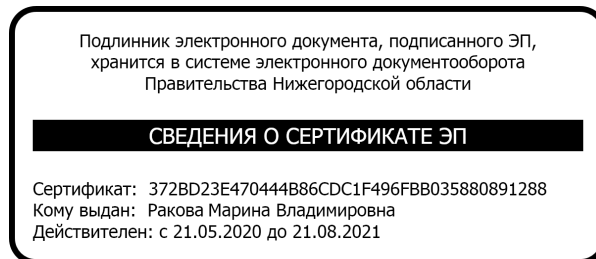 Подлинник электронного документа, подписанного ЭП,
хранится в системе электронного документооборота
Правительства Нижегородской области
СВЕДЕНИЯ О СЕРТИФИКАТЕ ЭП
Сертификат: 372BD23E470444B86CDC1F496FBB035880891288
Кому выдан: Ракова Марина Владимировна
Действителен: с 21.05.2020 до 21.08.2021